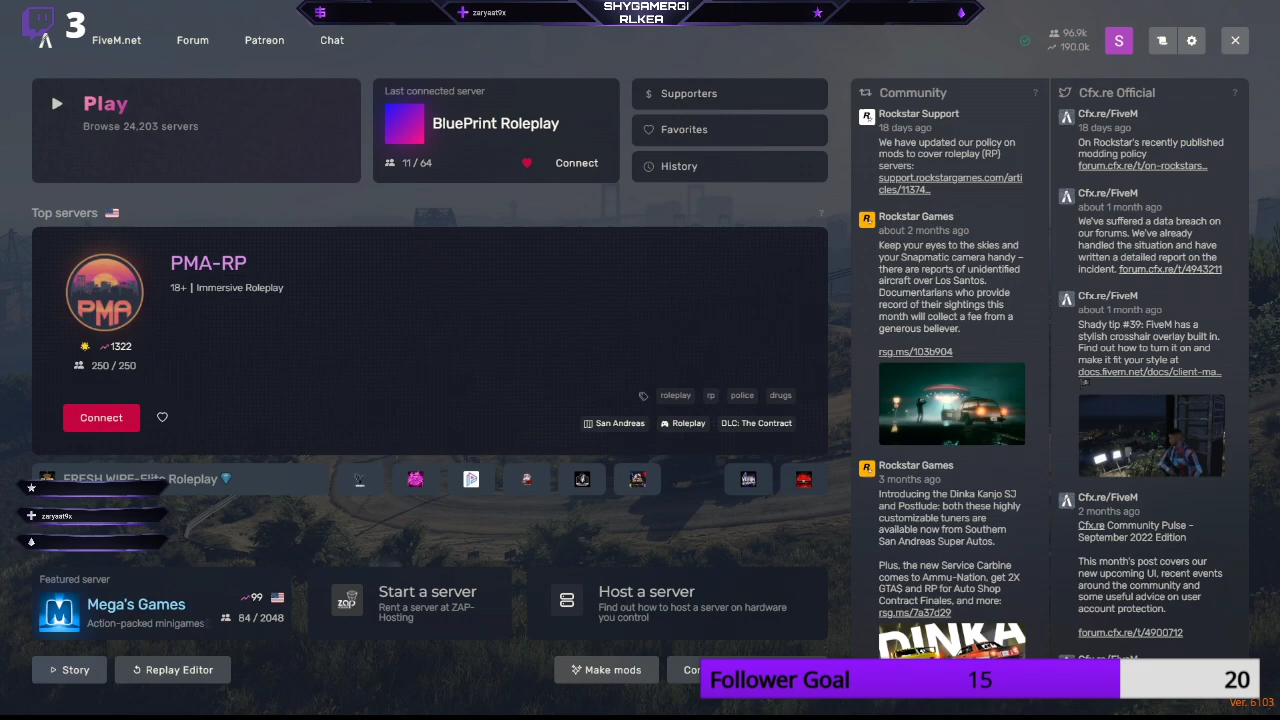 SHYGAMERGI
RLKEA
zaryaat9x
3
FiveM.net
Forum
Patreon
Chat
96.9k
190.0k
S
Play
Browse 24,203 servers
Last connected server
BluePrint Roleplay
11 / 64
Connect
$ Supporters
Favorites
History
Top servers
?
PMA
PMA-RP
18+ | Immersive Roleplay
1322
250 / 250
Connect
roleplay
rp
police
drugs
San Andreas
Roleplay
DLC: The Contract
FRESH WIPE-Elite Roleplay
zaryaat9x
Featured server
Mega's Games
Action-packed minigames
99
84 / 2048
ZAP
Start a server
Rent a server at ZAP-
Hosting
Host a server
Find out how to host a server on hardware
you control
Story
Replay Editor
Make mods
Community
?
Rockstar Support
18 days ago
We have updated our policy on
mods to cover roleplay (RP)
servers:
support.rockstargames.com/arti
cles/11374…
Rockstar Games
about 2 months ago
Keep your eyes to the skies and
your Snapmatic camera handy –
there are reports of unidentified
aircraft over Los Santos.
Documentarians who provide
record of their sightings this
month will collect a fee from a
generous believer.
rsg.ms/103b904
Rockstar Games
3 months ago
Introducing the Dinka Kanjo SJ
and Postlude: both these highly
customizable tuners are
available now from Southern
San Andreas Super Autos.
Plus, the new Service Carbine
comes to Ammu-Nation, get 2X
GTA$ and RP for Auto Shop
Contract Finales, and more:
rsg.ms/7a37d29
DINKA
Cfx.re Official
?
Cfx.re/FiveM
18 days ago
On Rockstar's recently published
modding policy
forum.cfx.re/t/on-rockstars…
Cfx.re/FiveM
about 1 month ago
We've suffered a data breach on
our forums. We've already
handled the situation and have
written a detailed report on the
incident. forum.cfx.re/t/4943211
Cfx.re/FiveM
about 1 month ago
Shady tip #39: FiveM has a
stylish crosshair overlay built in.
Find out how to turn it on and
make it fit your style at
docs.fivem.net/docs/client-ma…
Cfx.re/FiveM
2 months ago
Cfx.re Community Pulse –
September 2022 Edition
This month's post covers our
new upcoming UI, recent events
around the community and
some useful advice on user
account protection.
forum.cfx.re/t/4900712
Follower Goal
15
20
Ver. 6103